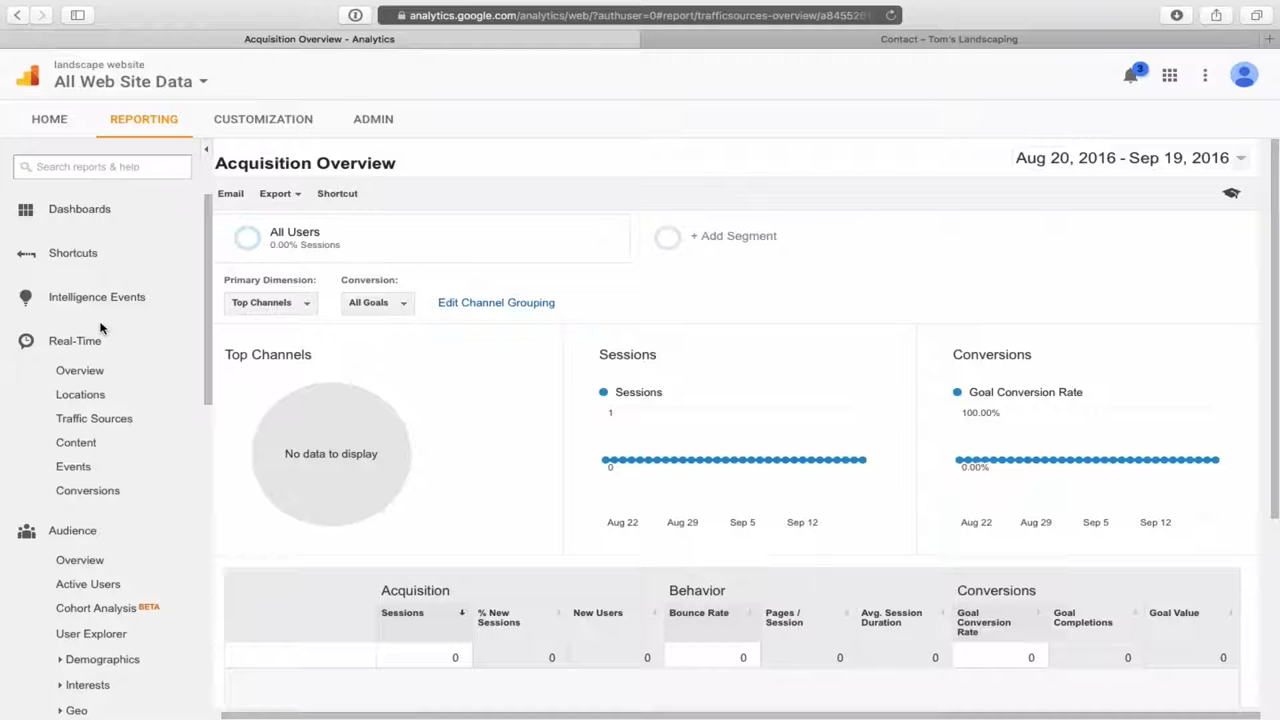 analytics.google.com/analytics/web/?authuser=0#report/trafficsources-overview/a845526
Acquisition Overview - Analytics
Contact – Tom's Landscaping
landscape website
All Web Site Data
3
HOME
REPORTING
CUSTOMIZATION
ADMIN
Search reports & help
Dashboards
Shortcuts
Intelligence Events
Real-Time
Overview
Locations
Traffic Sources
Content
Events
Conversions
Audience
Overview
Active Users
Cohort Analysis BETA
User Explorer
Demographics
Interests
Geo
Acquisition Overview
Aug 20, 2016 - Sep 19, 2016
Email
Export
Shortcut
All Users
0.00% Sessions
+ Add Segment
Primary Dimension:
Conversion:
Top Channels
All Goals
Edit Channel Grouping
Top Channels
No data to display
Sessions
Sessions
1
0
Aug 22
Aug 29
Sep 5
Sep 12
Conversions
Goal Conversion Rate
100.00%
0.00%
Aug 22
Aug 29
Sep 5
Sep 12
Acquisition
Behavior
Conversions
Sessions
% New
Sessions
New Users
Bounce Rate
Pages /
Session
Avg. Session
Duration
Goal
Conversion
Rate
Goal
Completions
Goal Value
0
0
0
0
0
0
0
0
0